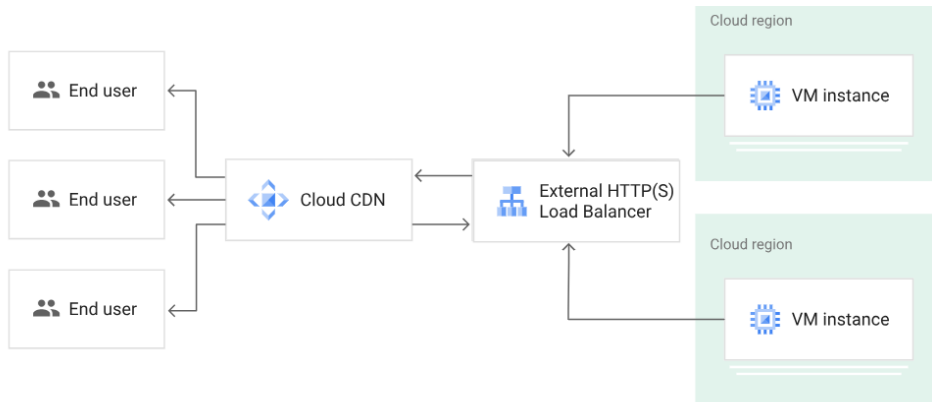 Cloud region
End user
VM instance
End user
Cloud CDN
External HTTP(S)
Load Balancer
Cloud region
End user
VM instance